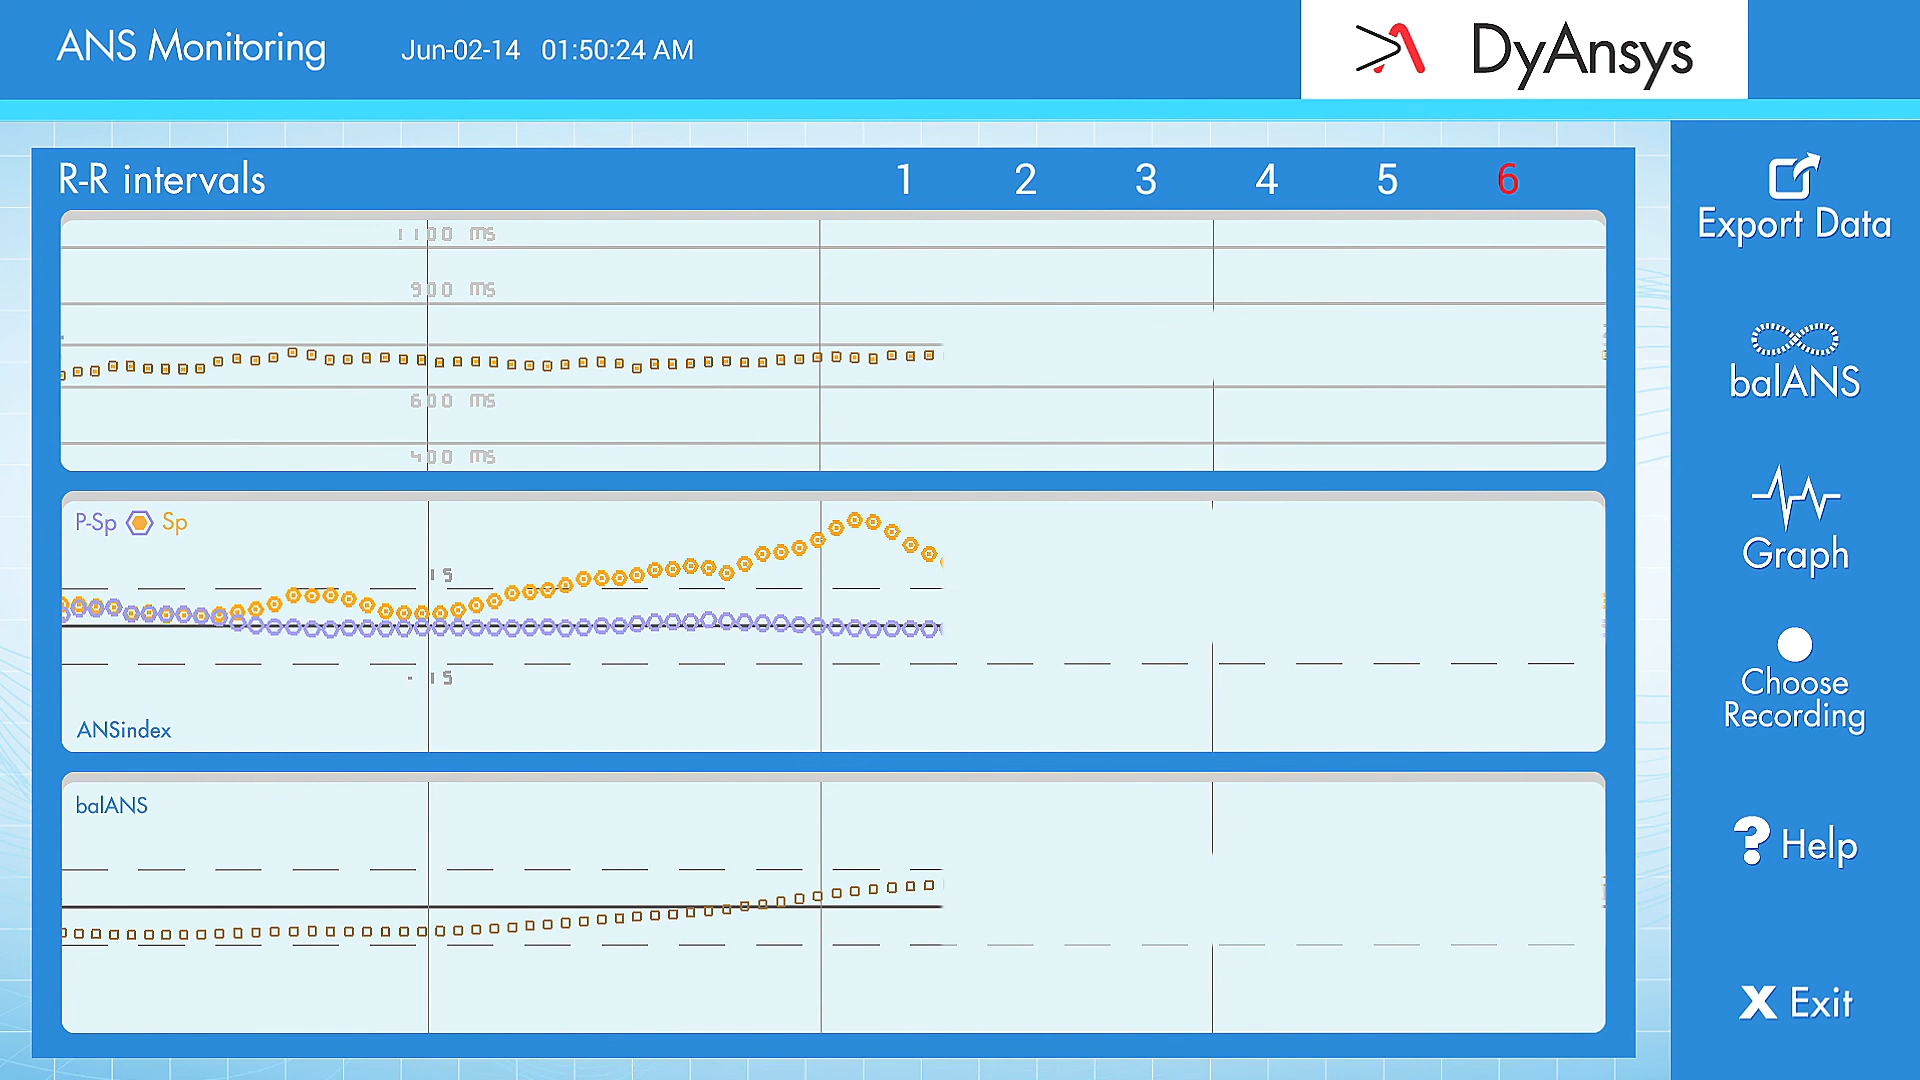 ANS Monitoring Jun-02-14 01:50:24 AM DyAnsys
R-R intervals 1 2 3 4 5 6
1100 ms
900 ms
600 ms
400 ms
P-Sp Sp
15
-15
ANSindex
balANS
Export Data
balANS
Graph
Choose
Recording
? Help
X Exit